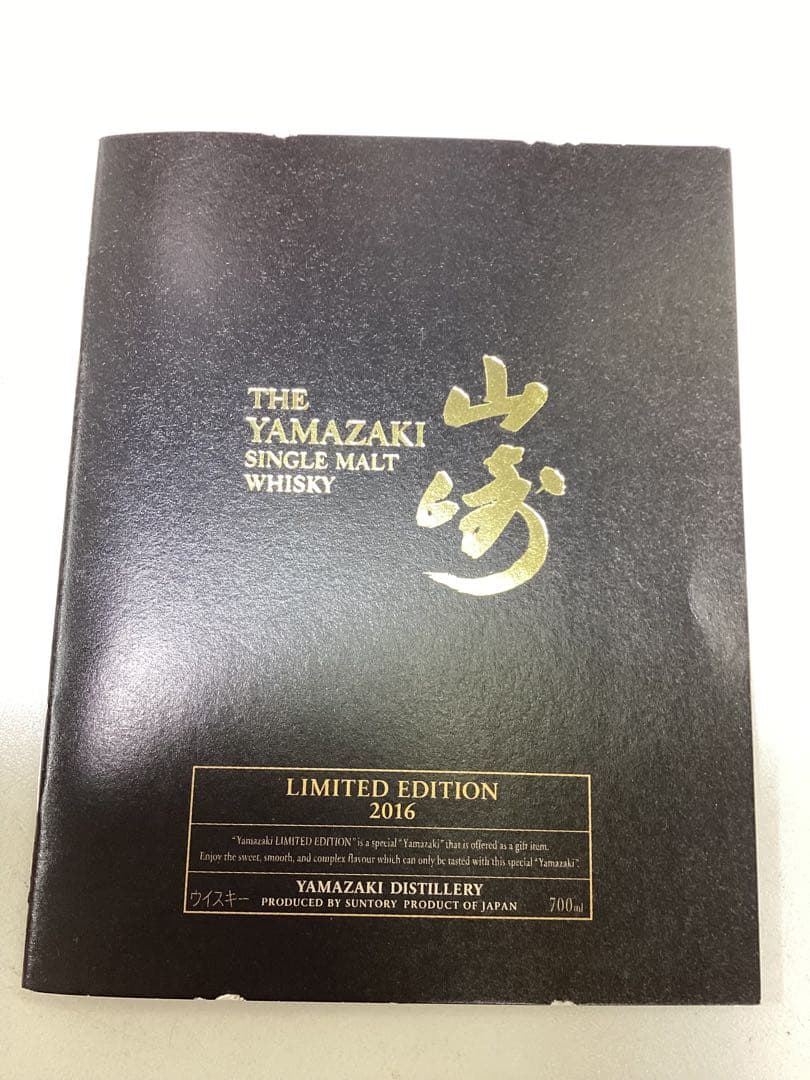 THE
YAMAZAKI
SINGLE MALT
WHISKY
山崎
LIMITED EDITION
2016
"Yamazaki LIMITED EDITION" is a special "Yamazaki" that is offered as a gift item.
Enjoy the sweet, smooth, and complex flavour which can only be tasted with this special "Yamazaki".
YAMAZAKI DISTILLERY
ウイスキー PRODUCED BY SUNTORY PRODUCT OF JAPAN 700ml